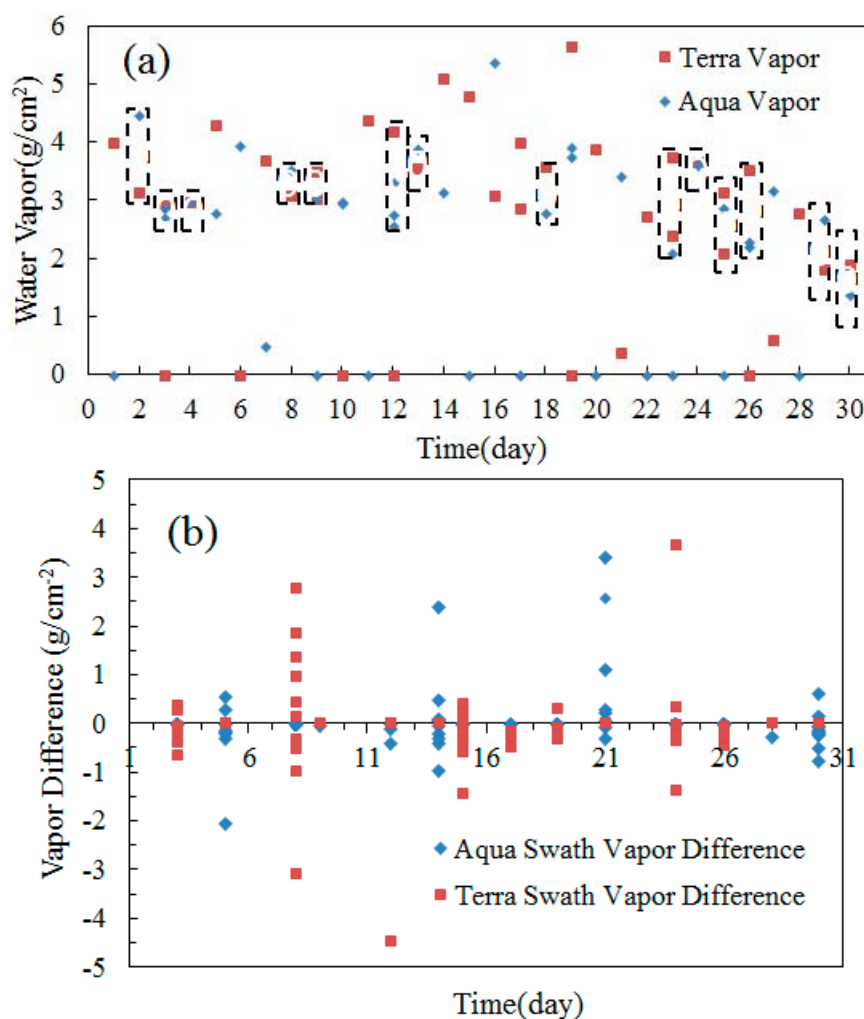 6
(a)
Terra Vapor
5
Aqua Vapor
4
3
2
1
0
Water Vapor(g/cm²)
0 2 4 6 8 10 12 14 16 18 20 22 24 26 28 30
Time(day)
5
(b)
4
3
2
1
0
1 6 11 16 21 26 31
-1
-2
Aqua Swath Vapor Difference
-3
Terra Swath Vapor Difference
-4
-5
Vapor Difference (g/cm⁻²)
Time(day)